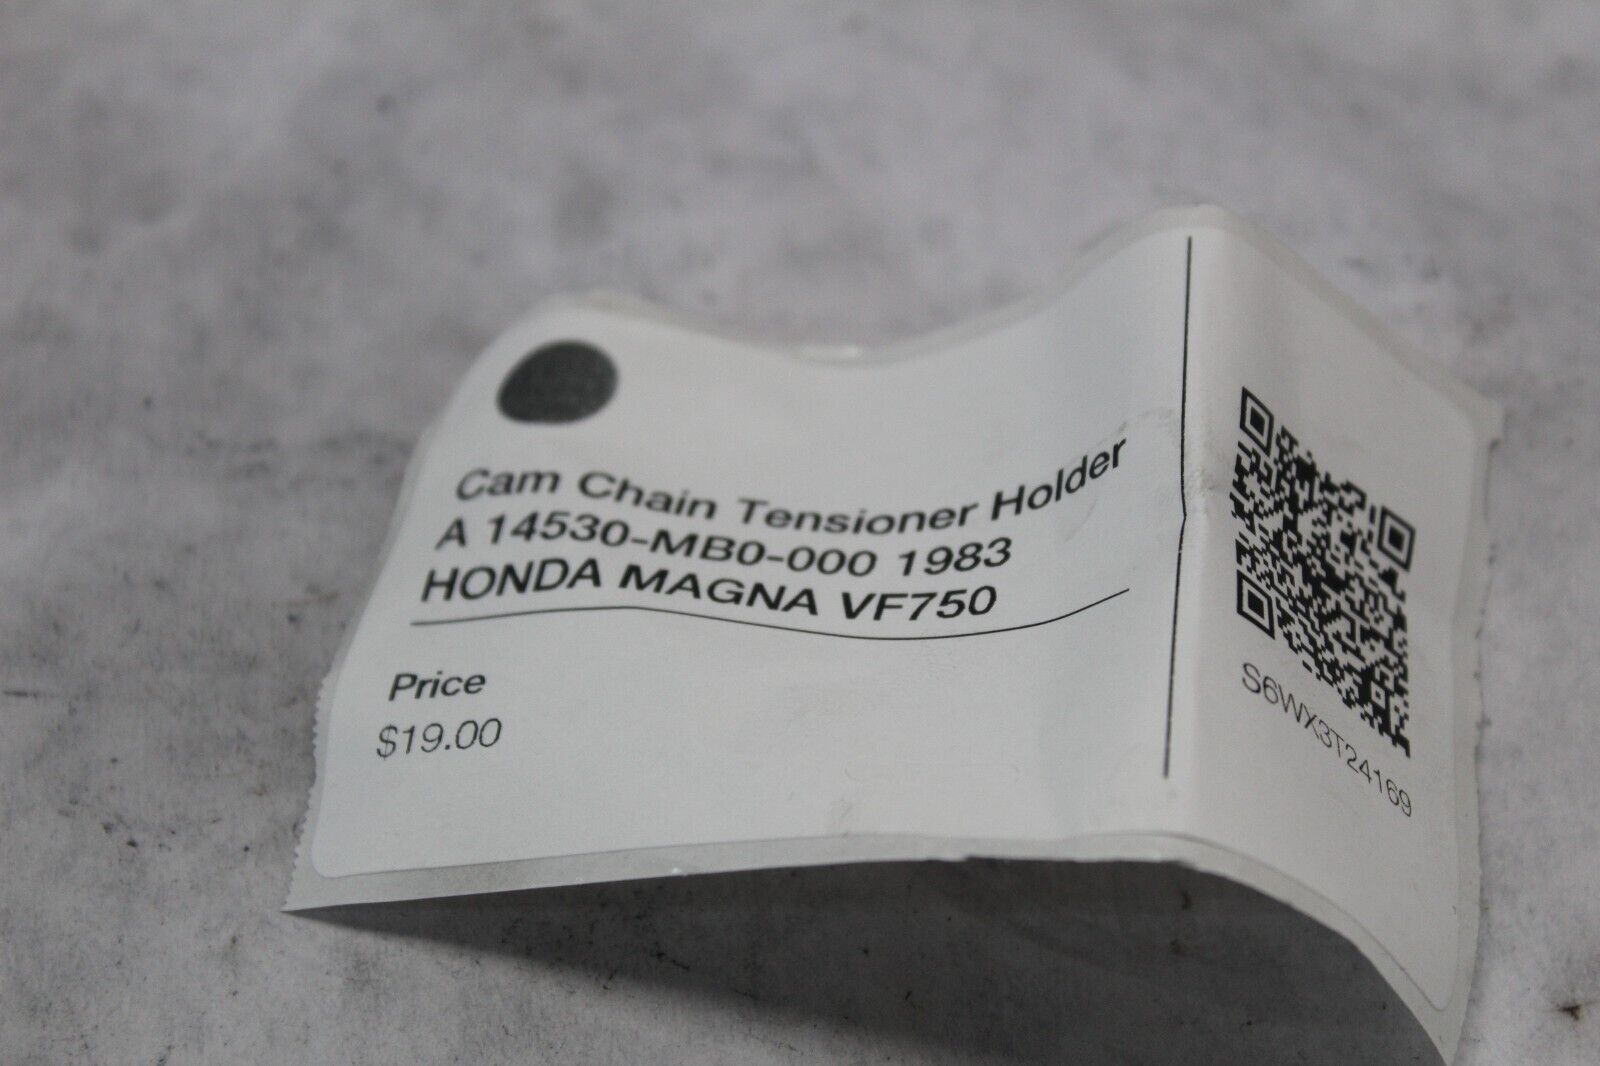 Cam Chain Tensioner Holder
A 14530-MB0-000 1983
HONDA MAGNA VF750
Price
$19.00
S6WX3T24169